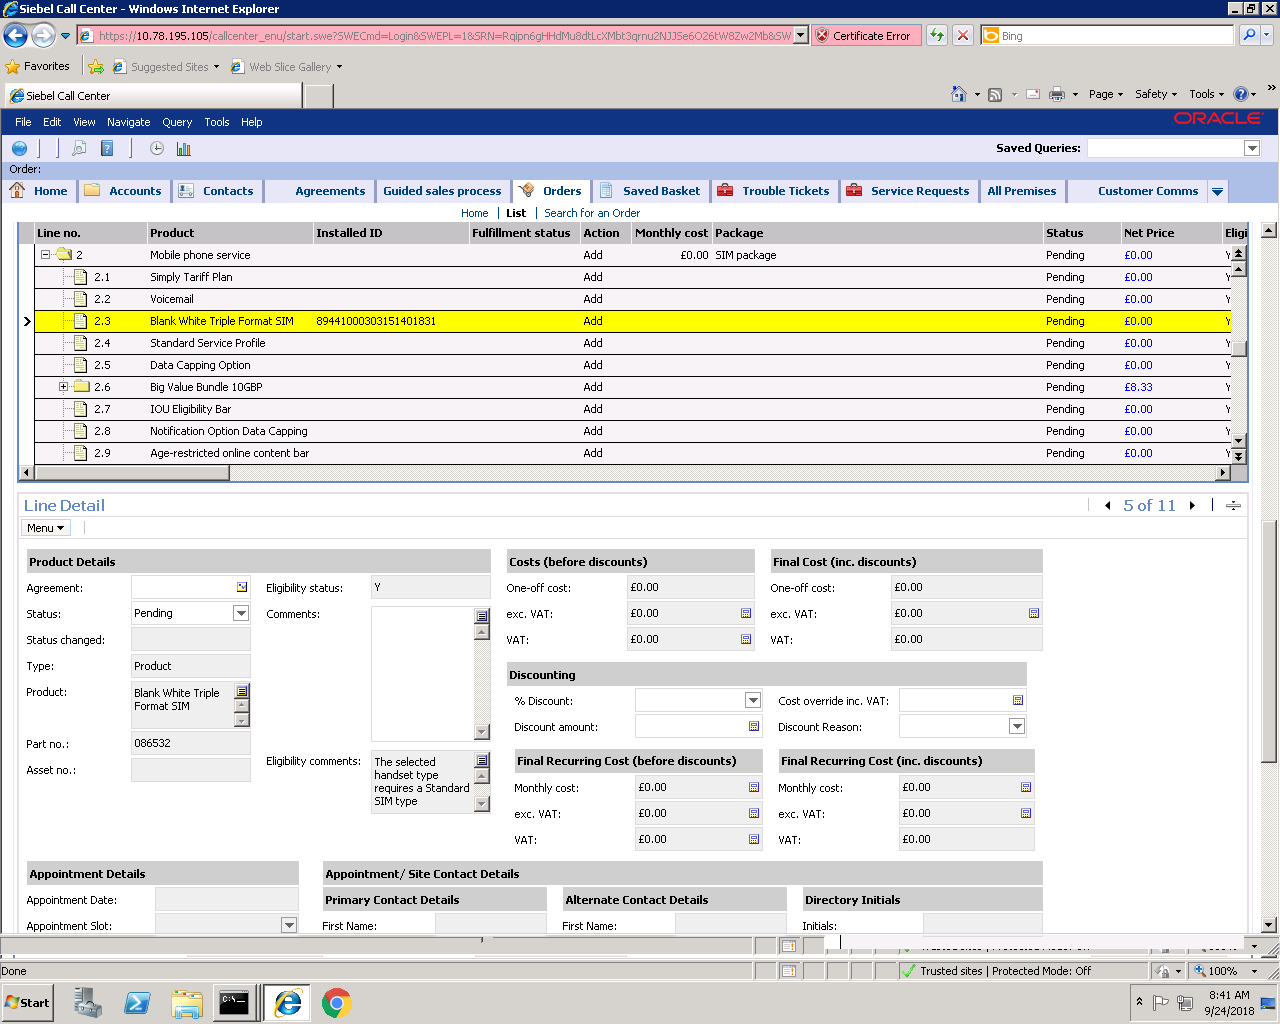 Siebel Call Center - Windows Internet Explorer
https://10.78.195.105/callcenter_enu/start.swe?SWECmd=Login&SWEPL=1&SRN=
Certificate Error
Bing
Favorites
Suggested Sites
Web Slice Gallery
Siebel Call Center
Page
Safety
Tools
File Edit View Navigate Query Tools Help
ORACLE
Saved Queries:
Order:
Home
Accounts
Contacts
Agreements
Guided sales process
Orders
Saved Basket
Trouble Tickets
Service Requests
All Premises
Customer Comms
Home | List | Search for an Order
Line no. Product Installed ID Fulfillment status Action Monthly cost Package Status Net Price Eligi
2 Mobile phone service Add £0.00 SIM package Pending £0.00 Y
2.1 Simply Tariff Plan Add Pending £0.00 Y
2.2 Voicemail Add Pending £0.00 Y
2.3 Blank White Triple Format SIM 89441000303151401831 Add Pending £0.00 Y
2.4 Standard Service Profile Add Pending £0.00 Y
2.5 Data Capping Option Add Pending £0.00 Y
2.6 Big Value Bundle 10GBP Add Pending £8.33 Y
2.7 IOU Eligibility Bar Add Pending £0.00 Y
2.8 Notification Option Data Capping Add Pending £0.00 Y
2.9 Age-restricted online content bar Add Pending £0.00 Y
Line Detail
5 of 11
Menu
Product Details
Agreement:
Status: Pending
Status changed:
Type: Product
Product: Blank White Triple
Format SIM
Part no.: 086532
Asset no.:
Eligibility status: Y
Comments:
Eligibility comments: The selected
handset type
requires a Standard
SIM type
Costs (before discounts)
One-off cost: £0.00
exc. VAT: £0.00
VAT: £0.00
Final Cost (inc. discounts)
One-off cost: £0.00
exc. VAT: £0.00
VAT: £0.00
Discounting
% Discount:
Discount amount:
Cost override inc. VAT:
Discount Reason:
Final Recurring Cost (before discounts)
Monthly cost: £0.00
exc. VAT: £0.00
VAT: £0.00
Final Recurring Cost (inc. discounts)
Monthly cost: £0.00
exc. VAT: £0.00
VAT: £0.00
Appointment Details
Appointment Date:
Appointment Slot:
Appointment/ Site Contact Details
Primary Contact Details
First Name:
Alternate Contact Details
First Name:
Directory Initials
Initials:
Done
Trusted sites | Protected Mode: Off
100%
Start
8:41 AM
9/24/2018